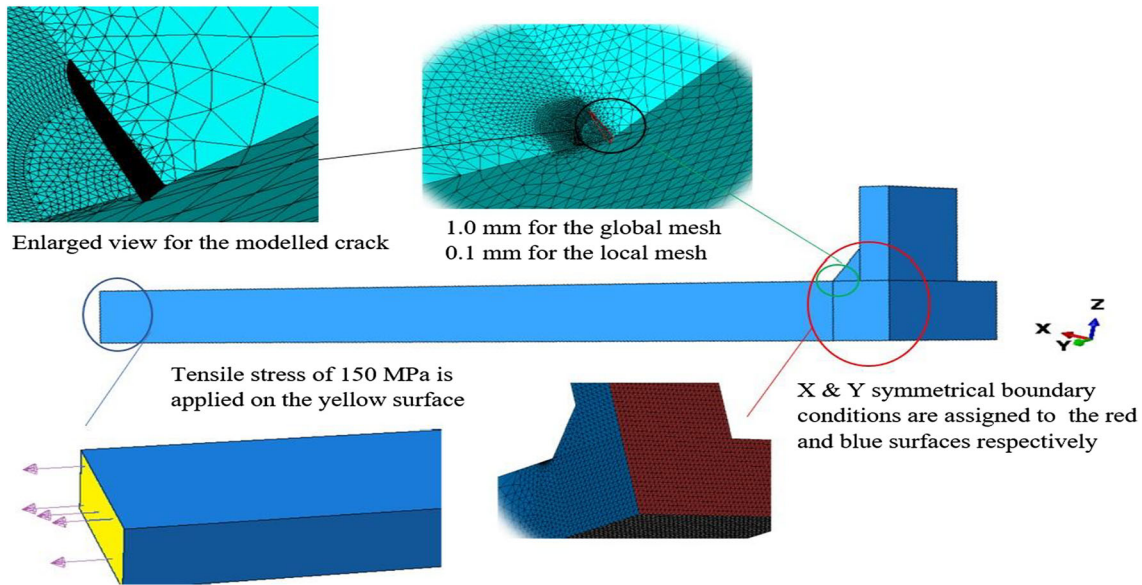 Enlarged view for the modelled crack
1.0 mm for the global mesh
0.1 mm for the local mesh
Z
X
Y
Tensile stress of 150 MPa is
applied on the yellow surface
X & Y symmetrical boundary
conditions are assigned to the red
and blue surfaces respectively